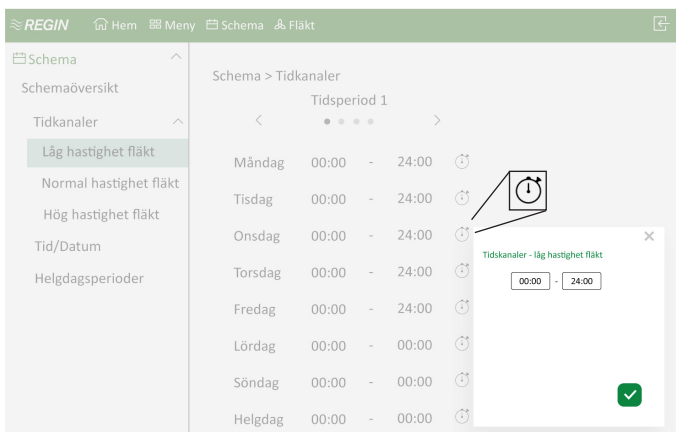 REGIN Hem Meny Schema Fläkt
Schema
Schemaöversikt
Tidkanaler
Låg hastighet fläkt
Normal hastighet fläkt
Hög hastighet fläkt
Tid/Datum
Helgdagsperioder
Schema > Tidkanaler
Tidsperiod 1
< >
Måndag 00:00 - 24:00
Tisdag 00:00 - 24:00
Onsdag 00:00 - 24:00
Torsdag 00:00 - 24:00
Fredag 00:00 - 24:00
Lördag 00:00 - 00:00
Söndag 00:00 - 00:00
Helgdag 00:00 - 00:00
Tidskanaler - låg hastighet fläkt
00:00 - 24:00